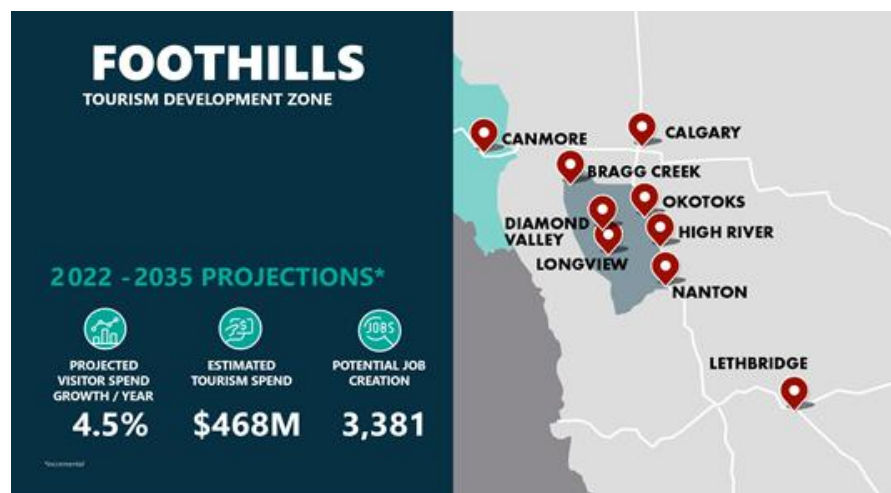 FOOTHILLS
TOURISM DEVELOPMENT ZONE
2022 - 2035 PROJECTIONS*
JOBS
PROJECTED
VISITOR SPEND
GROWTH / YEAR
4.5%
ESTIMATED
TOURISM SPEND
$468M
POTENTIAL JOB
CREATION
3,381
*Incremental
CANMORE
CALGARY
BRAGG CREEK
OKOTOKS
DIAMOND
VALLEY
HIGH RIVER
LONGVIEW
NANTON
LETHBRIDGE